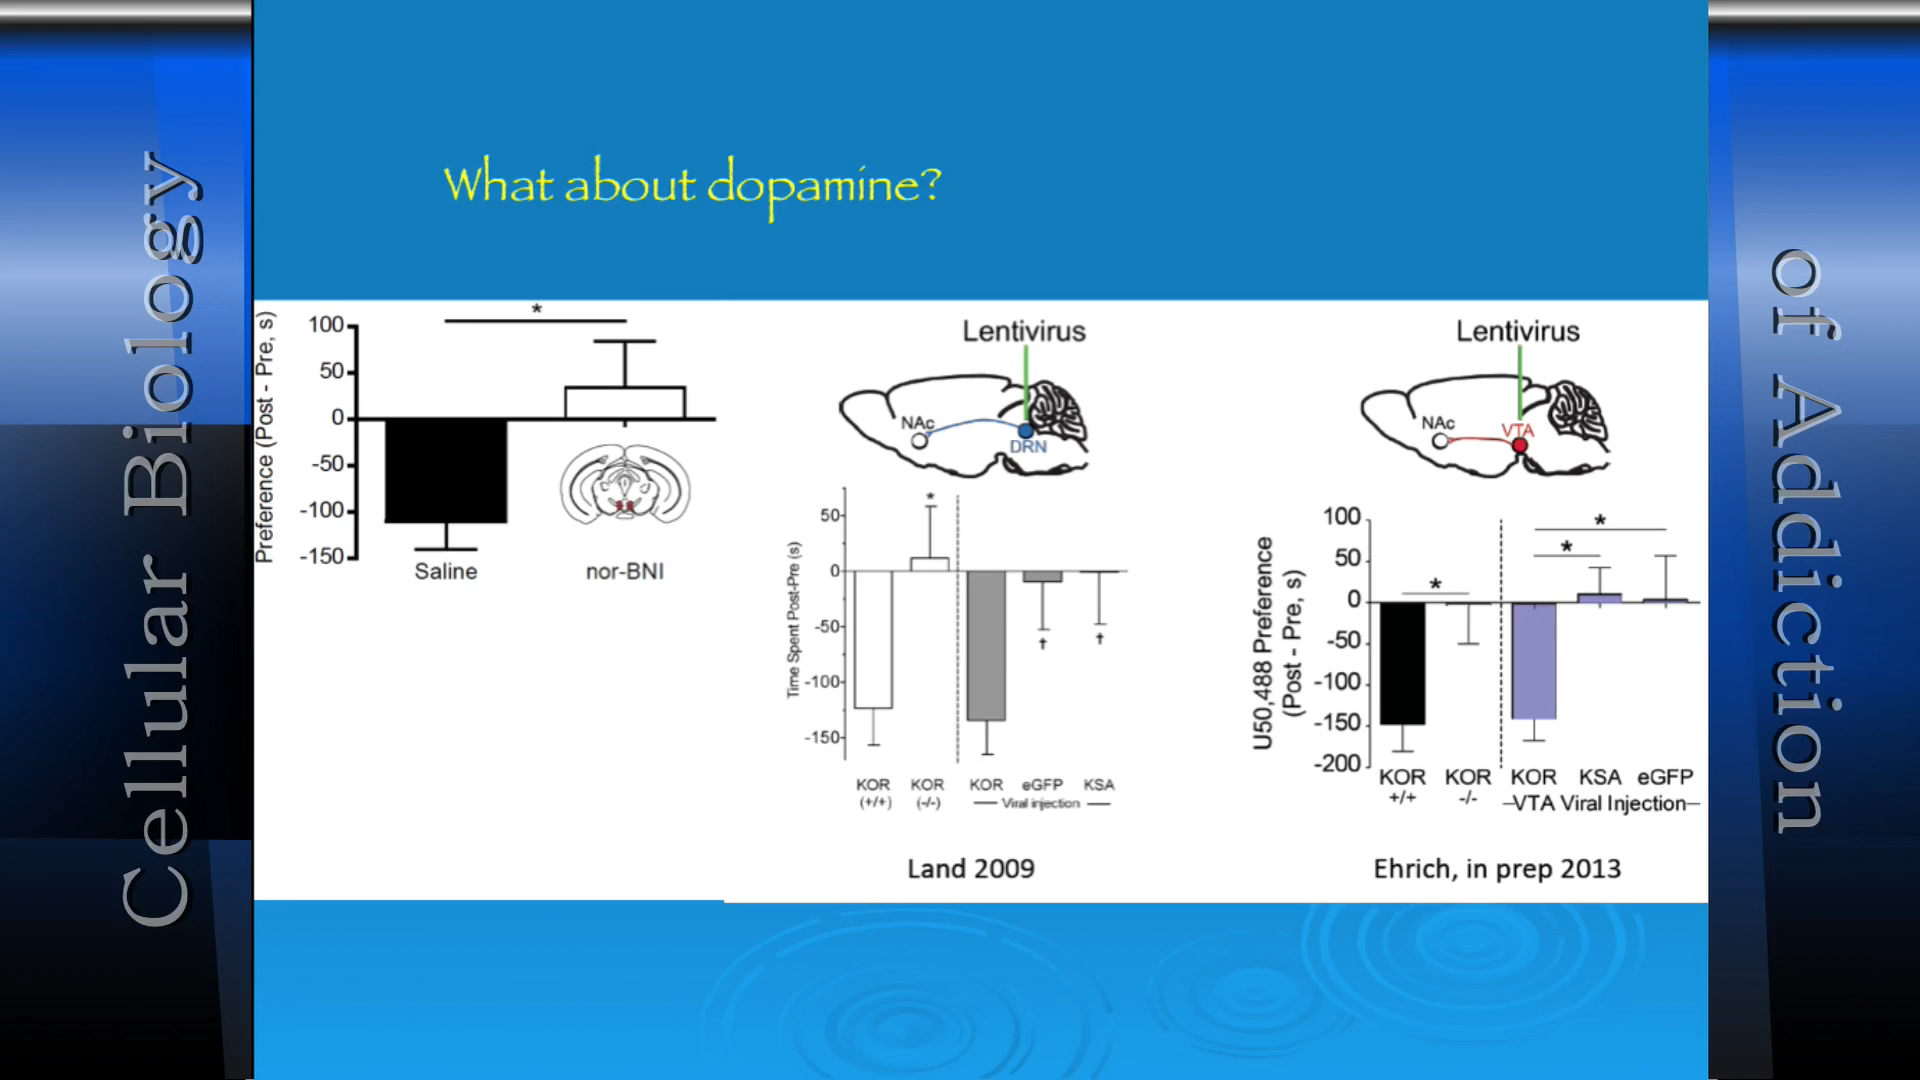 Cellular Biology
What about dopamine?
Preference (Post - Pre, s)
100
50
0
-50
-100
-150
*
Saline
nor-BNI
Lentivirus
NAc
DRN
Time Spent Post-Pre (s)
50
0
-50
-100
-150
*
†
†
KOR KOR KOR eGFP KSA
(+/+) (-/-) Viral injection
Land 2009
Lentivirus
NAc
VTA
U50,488 Preference
(Post - Pre, s)
100
50
0
-50
-100
-150
-200
*
*
*
KOR KOR KOR KSA eGFP
+/+ -/- VTA Viral Injection
Ehrich, in prep 2013
of Addiction